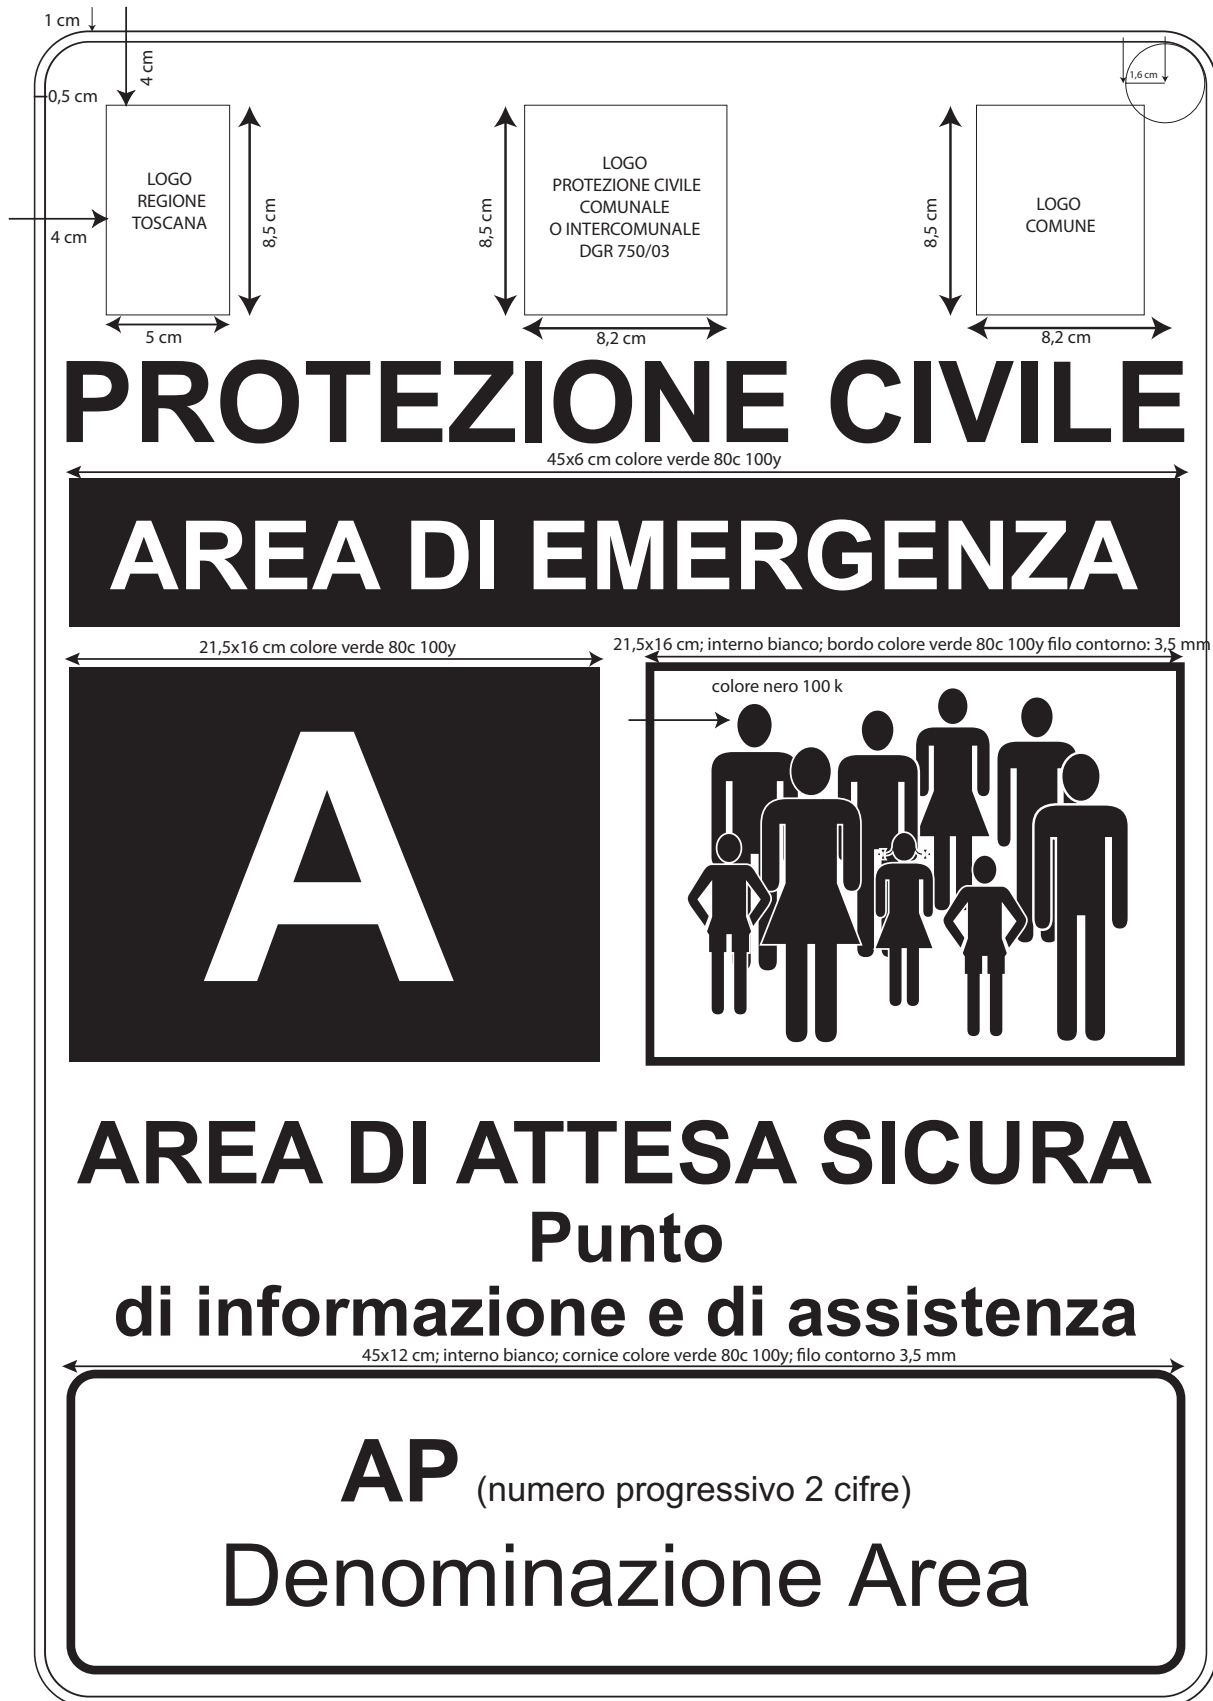 1 cm
4 cm
0,5 cm
1,6 cm
LOGO
REGIONE
TOSCANA
4 cm
8,5 cm
5 cm
8,5 cm
LOGO
PROTEZIONE CIVILE
COMUNALE
O INTERCOMUNALE
DGR 750/03
8,2 cm
8,5 cm
LOGO
COMUNE
8,2 cm
PROTEZIONE CIVILE
45x6 cm colore verde 80c 100y
AREA DI EMERGENZA
21,5x16 cm colore verde 80c 100y
21,5x16 cm; interno bianco; bordo colore verde 80c 100y filo contorno: 3,5 mm
A
colore nero 100 k
AREA DI ATTESA SICURA
Punto
di informazione e di assistenza
45x12 cm; interno bianco; cornice colore verde 80c 100y; filo contorno 3,5 mm
AP (numero progressivo 2 cifre)
Denominazione Area